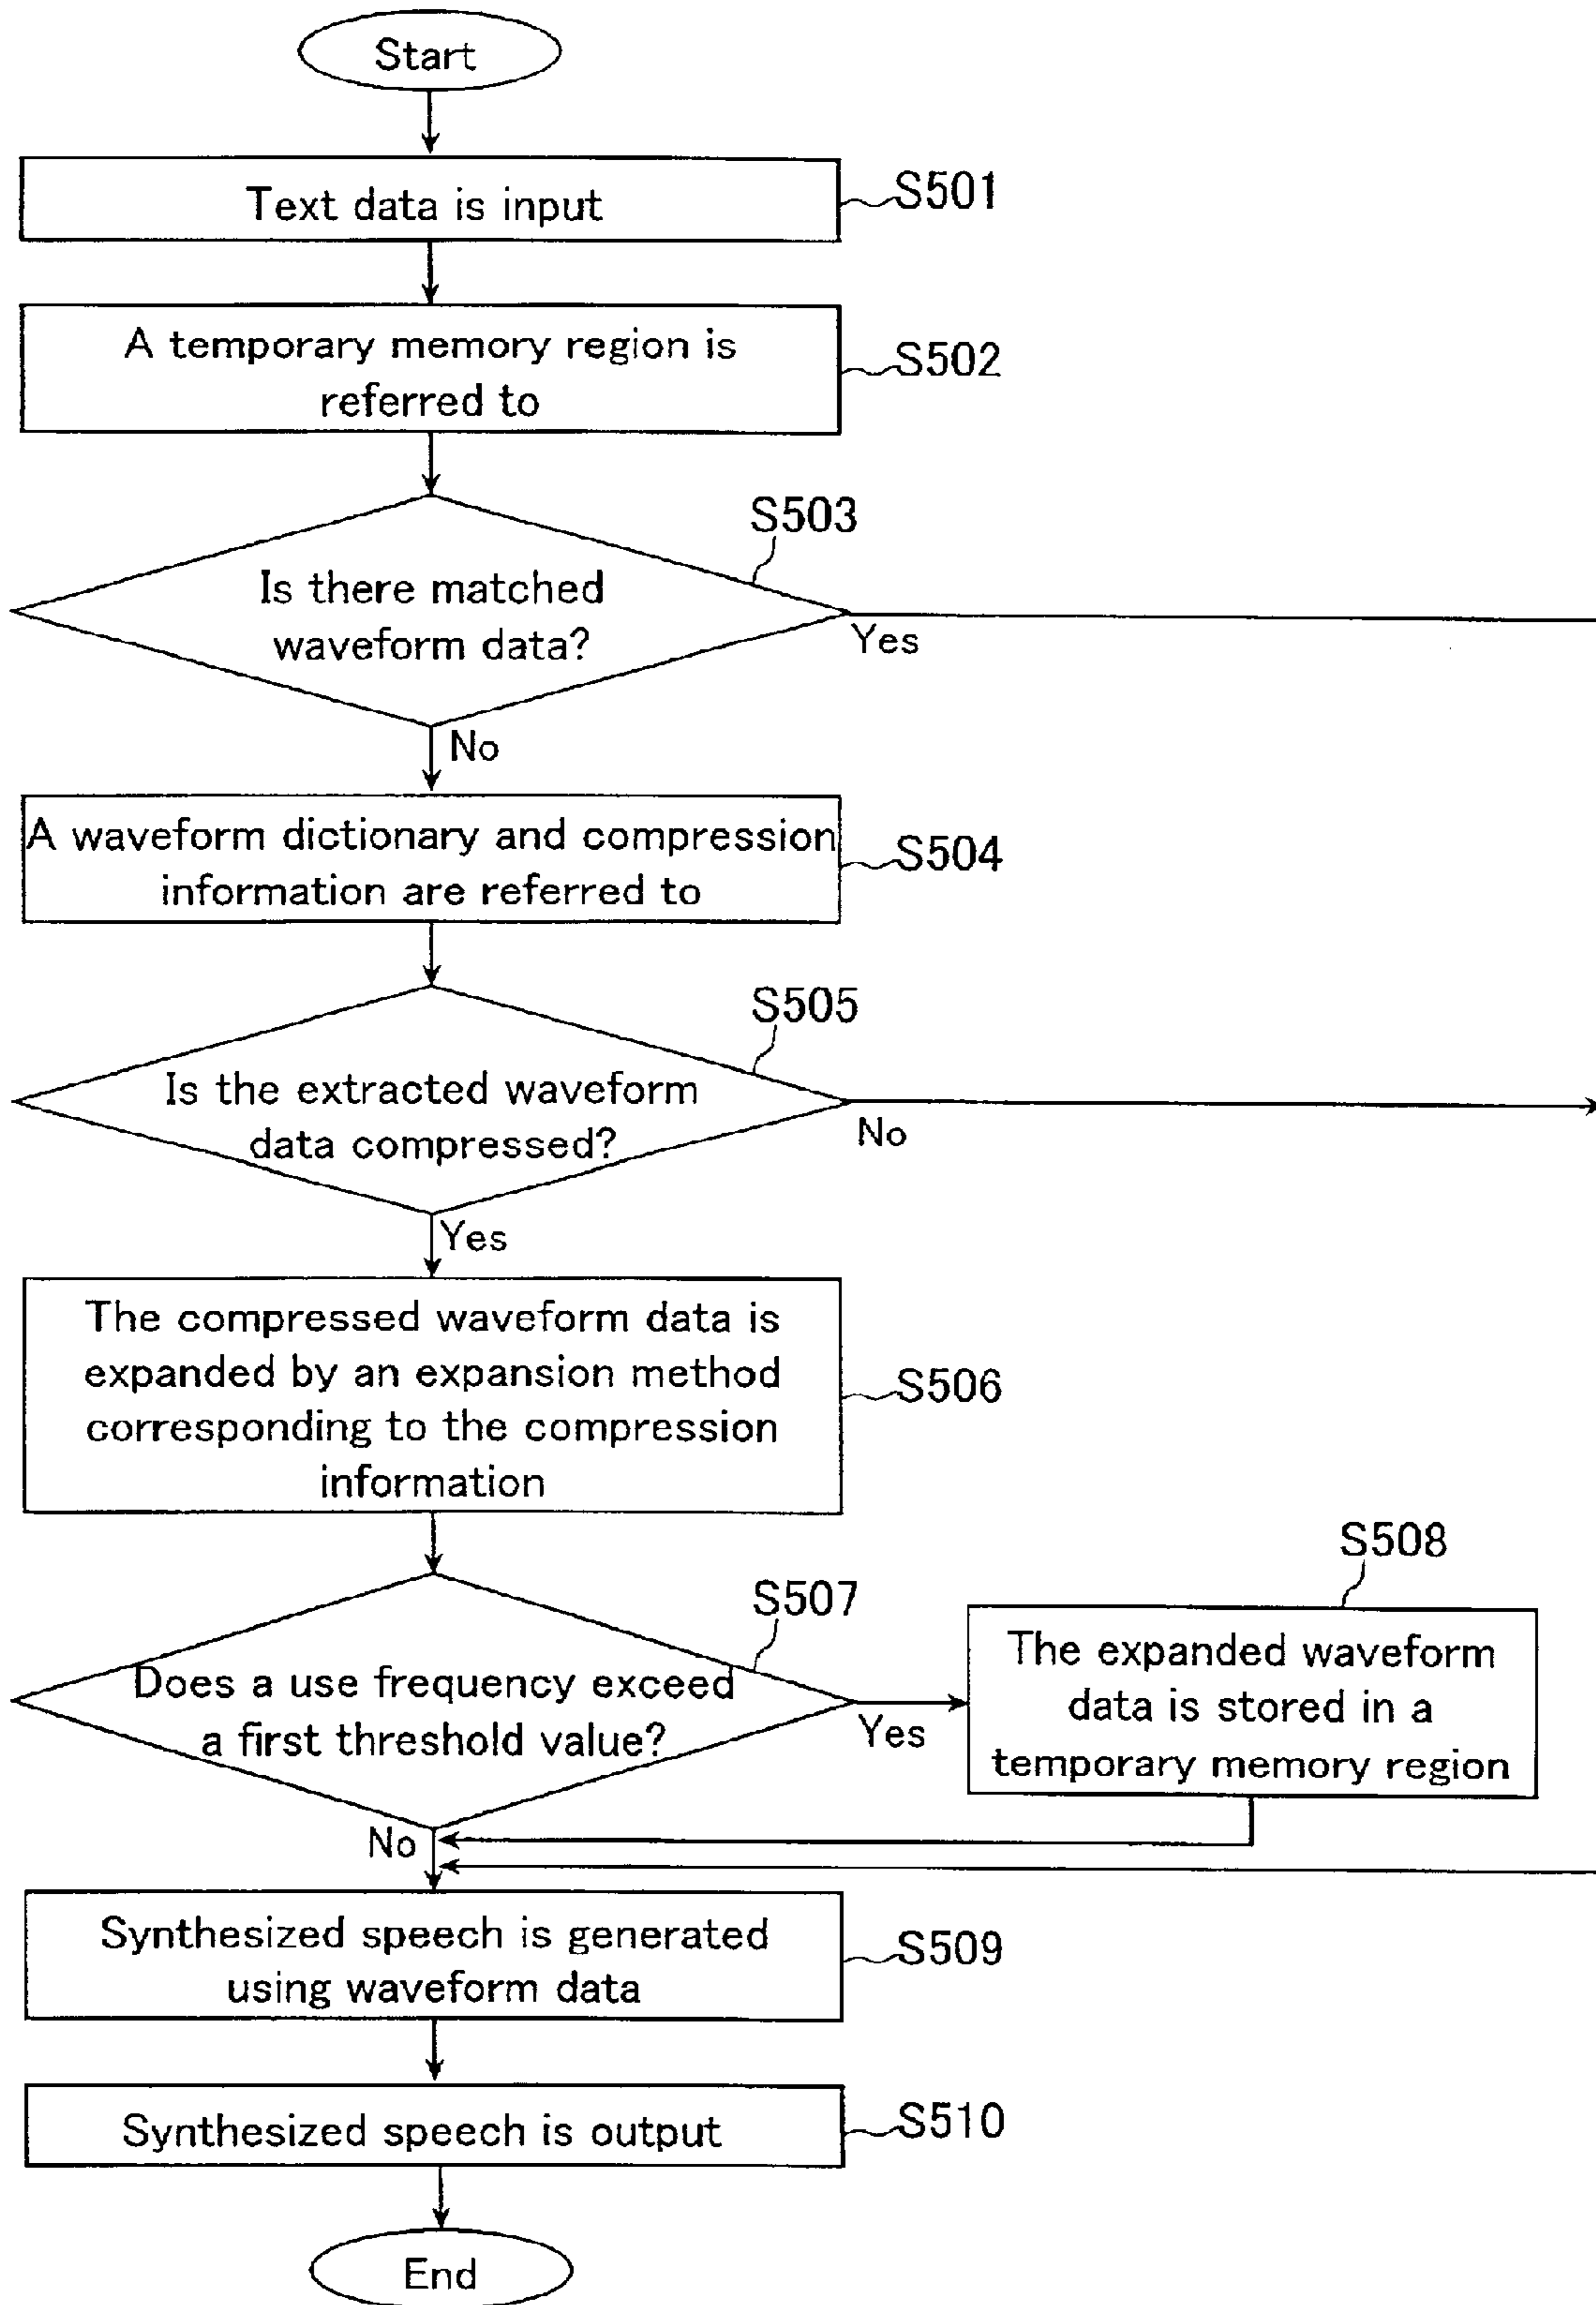 Start
Text data is input
S501
A temporary memory region is
referred to
S502
S503
Is there matched
waveform data?
Yes
No
A waveform dictionary and compression
information are referred to
S504
S505
Is the extracted waveform
data compressed?
No
Yes
The compressed waveform data is
expanded by an expansion method
corresponding to the compression
information
S506
S507
Does a use frequency exceed
a first threshold value?
Yes
S508
The expanded waveform
data is stored in a
temporary memory region
No
Synthesized speech is generated
using waveform data
S509
Synthesized speech is output
S510
End